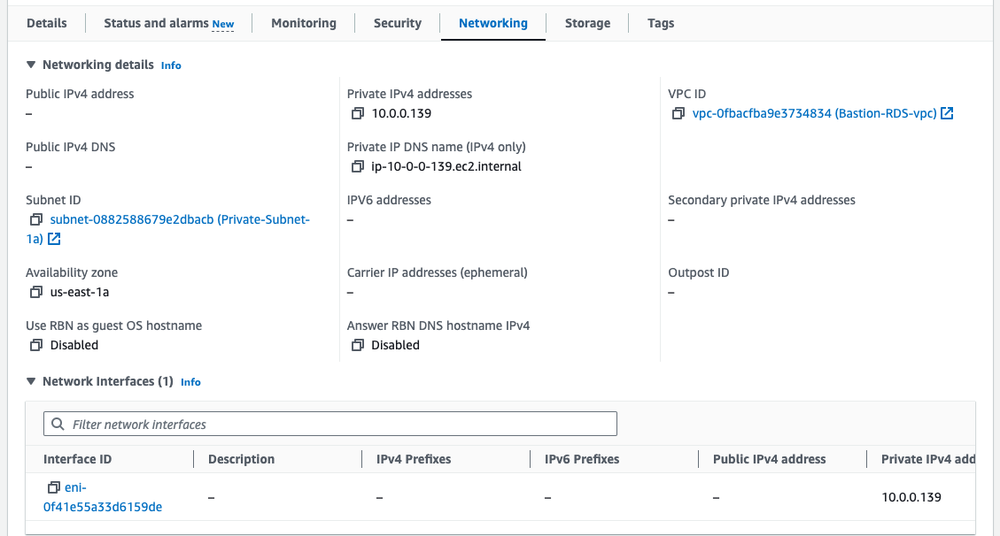 Details
Status and alarms New
Monitoring
Security
Networking
Storage
Tags
Networking details Info
Public IPv4 address
–
Private IPv4 addresses
10.0.0.139
VPC ID
vpc-0fbacfba9e3734834 (Bastion-RDS-vpc)
Public IPv4 DNS
–
Private IP DNS name (IPv4 only)
ip-10-0-0-139.ec2.internal
Subnet ID
subnet-0882588679e2dbacb (Private-Subnet-
1a)
IPV6 addresses
–
Secondary private IPv4 addresses
–
Availability zone
us-east-1a
Carrier IP addresses (ephemeral)
–
Outpost ID
–
Use RBN as guest OS hostname
Disabled
Answer RBN DNS hostname IPv4
Disabled
Network Interfaces (1) Info
Filter network interfaces
Interface ID
Description
IPv4 Prefixes
IPv6 Prefixes
Public IPv4 address
Private IPv4 add
eni-
0f41e55a33d6159de
–
–
–
–
10.0.0.139